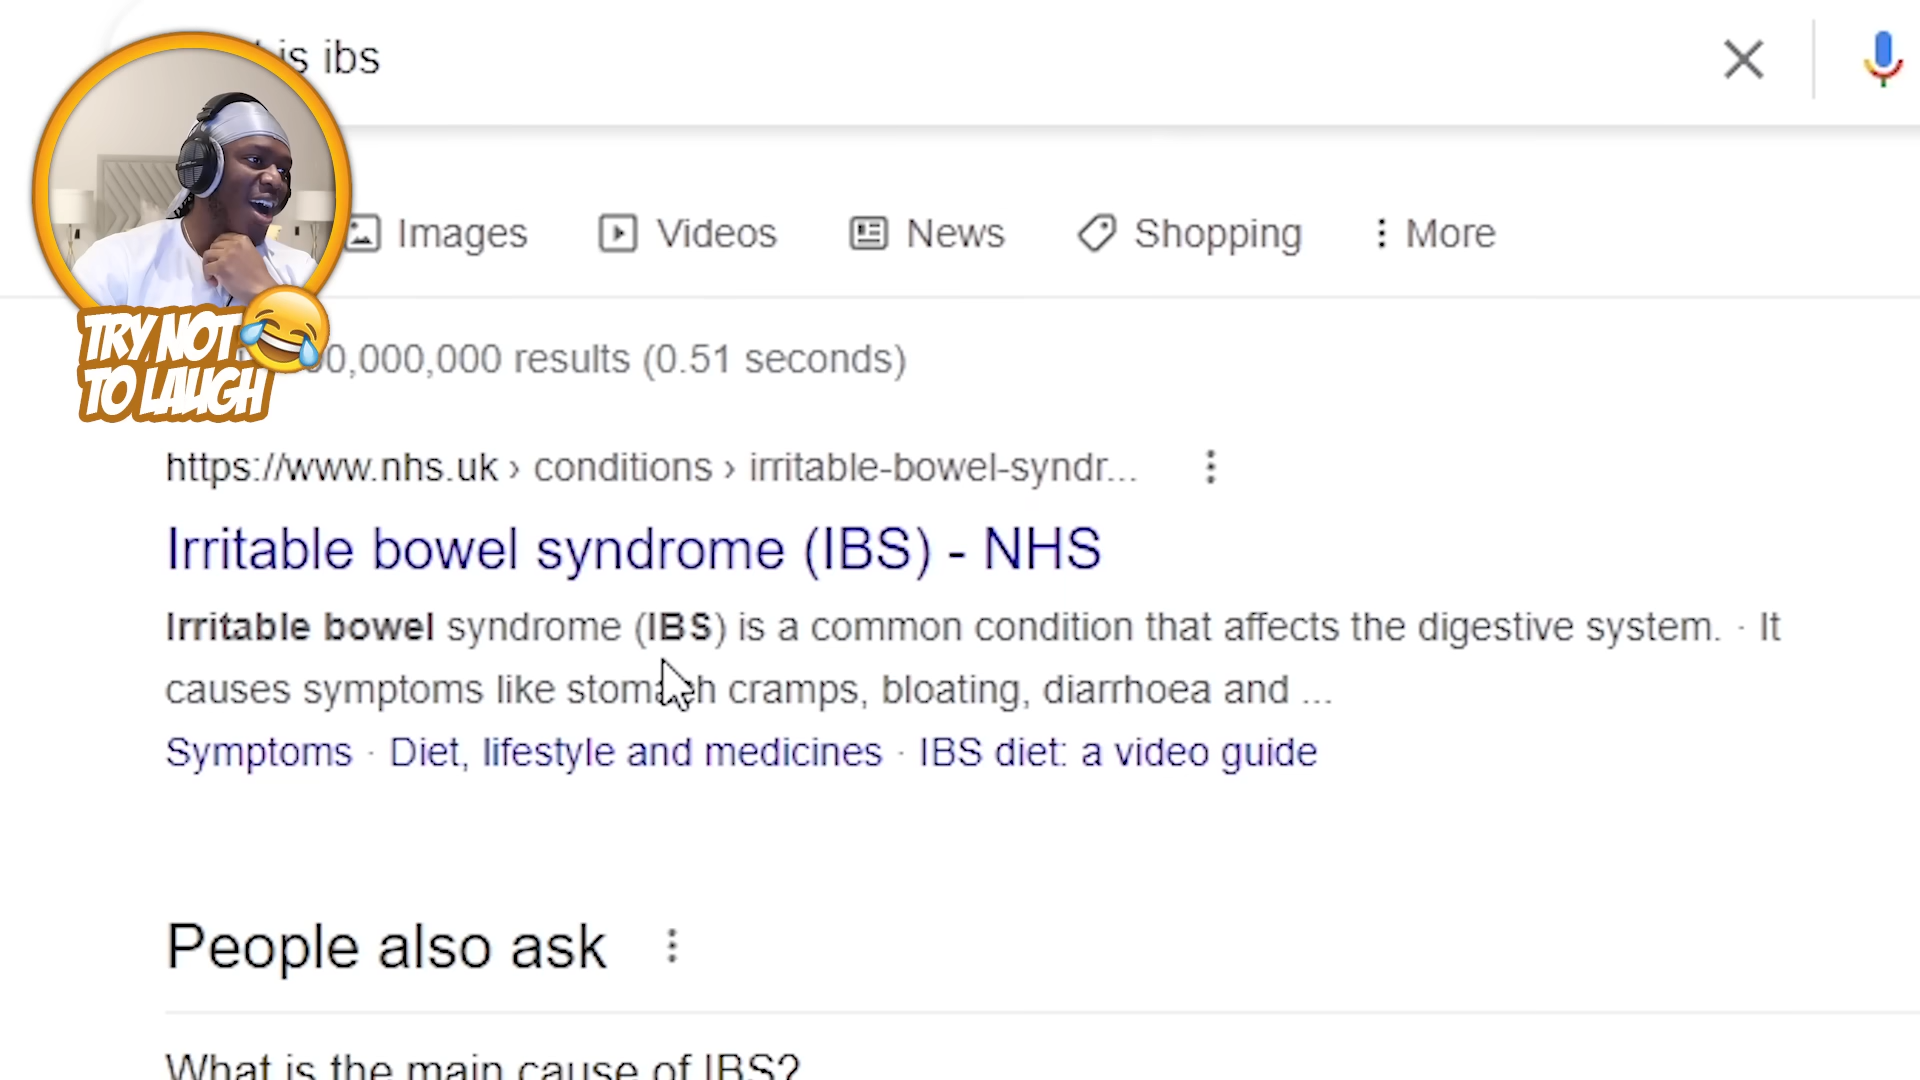 is ibs
Images
Videos
News
Shopping
More
TRY NOT
TO LAUGH
0,000,000 results (0.51 seconds)
https://www.nhs.uk › conditions › irritable-bowel-syndr...
Irritable bowel syndrome (IBS) - NHS
Irritable bowel syndrome (IBS) is a common condition that affects the digestive system. · It
causes symptoms like stomach cramps, bloating, diarrhoea and ...
Symptoms · Diet, lifestyle and medicines · IBS diet: a video guide
People also ask
What is the main cause of IBS?